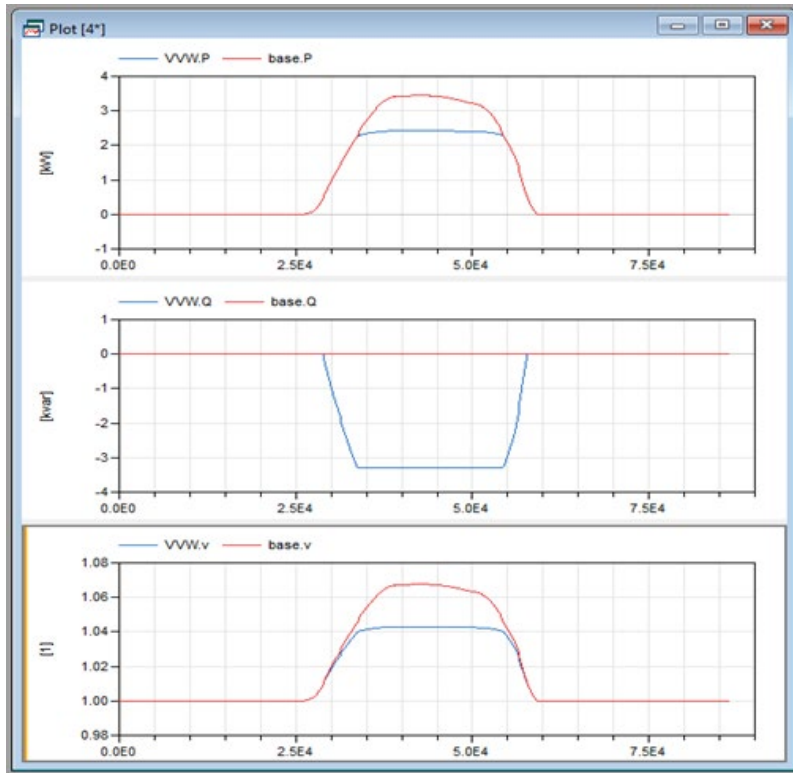 Plot [4*]
VVW.P base.P
4
3
2
1
0
-1
[kW]
0.0E0 2.5E4 5.0E4 7.5E4
VVW.Q base.Q
1
0
-1
-2
-3
-4
[kvar]
0.0E0 2.5E4 5.0E4 7.5E4
VVW.v base.v
1.08
1.06
1.04
1.02
1.00
0.98
[1]
0.0E0 2.5E4 5.0E4 7.5E4